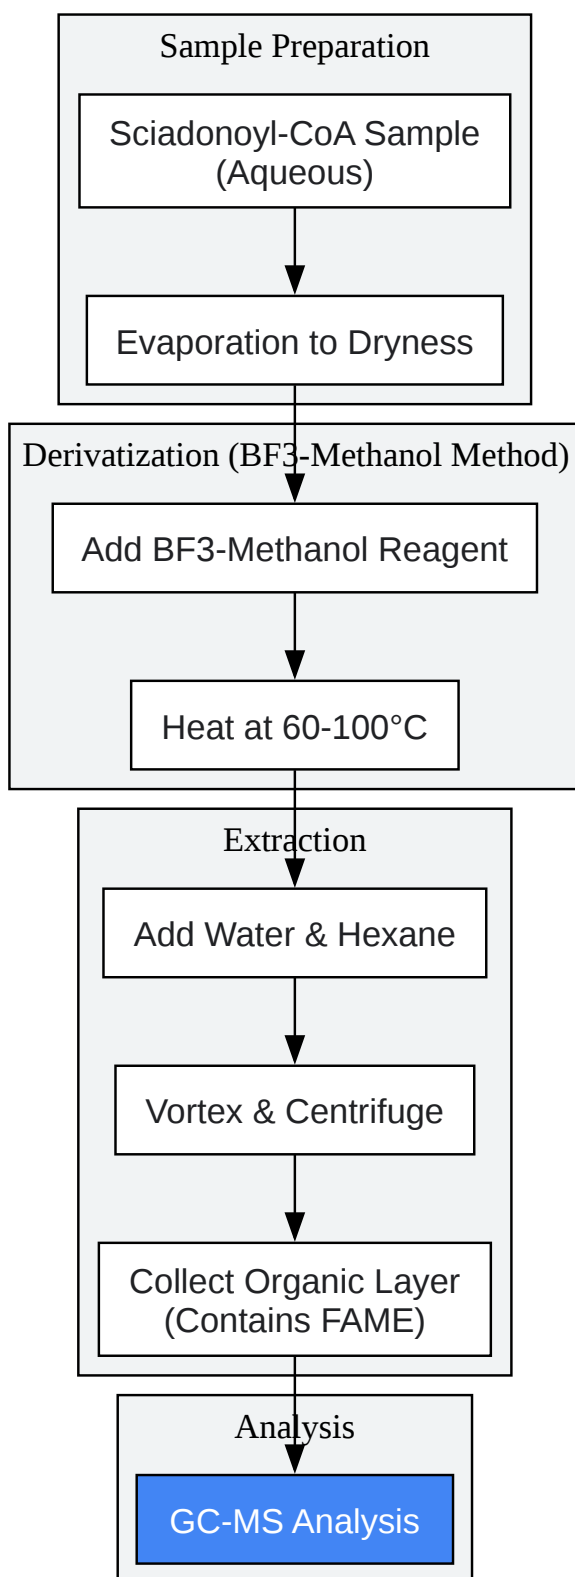 Sample Preparation
Sciadonoyl-CoA Sample
(Aqueous)
Evaporation to Dryness
Derivatization (BF3-Methanol Method)
Add BF3-Methanol Reagent
Heat at 60-100°C
Extraction
Add Water & Hexane
Vortex & Centrifuge
Collect Organic Layer
(Contains FAME)
Analysis
GC-MS Analysis